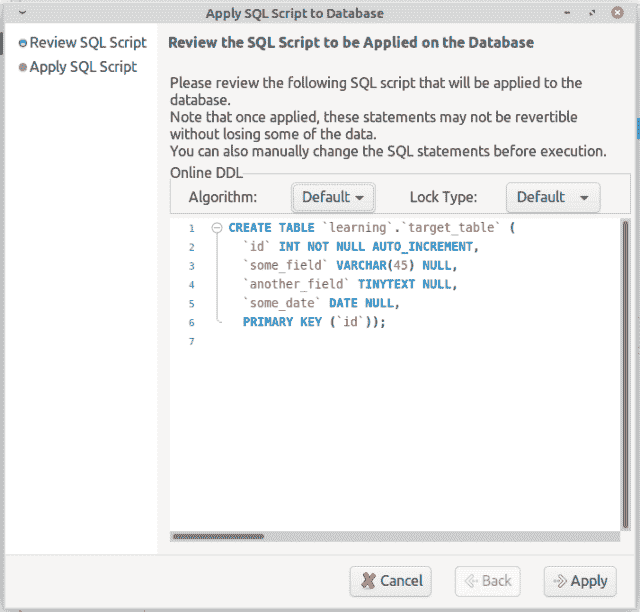 Apply SQL Script to Database
Review SQL Script
Apply SQL Script
Review the SQL Script to be Applied on the Database
Please review the following SQL script that will be applied to the
database.
Note that once applied, these statements may not be revertible
without losing some of the data.
You can also manually change the SQL statements before execution.
Online DDL
Algorithm: Default Lock Type: Default
1 CREATE TABLE `learning`.`target_table` (
2 `id` INT NOT NULL AUTO_INCREMENT,
3 `some_field` VARCHAR(45) NULL,
4 `another_field` TINYTEXT NULL,
5 `some_date` DATE NULL,
6 PRIMARY KEY (`id`));
7
Cancel Back Apply